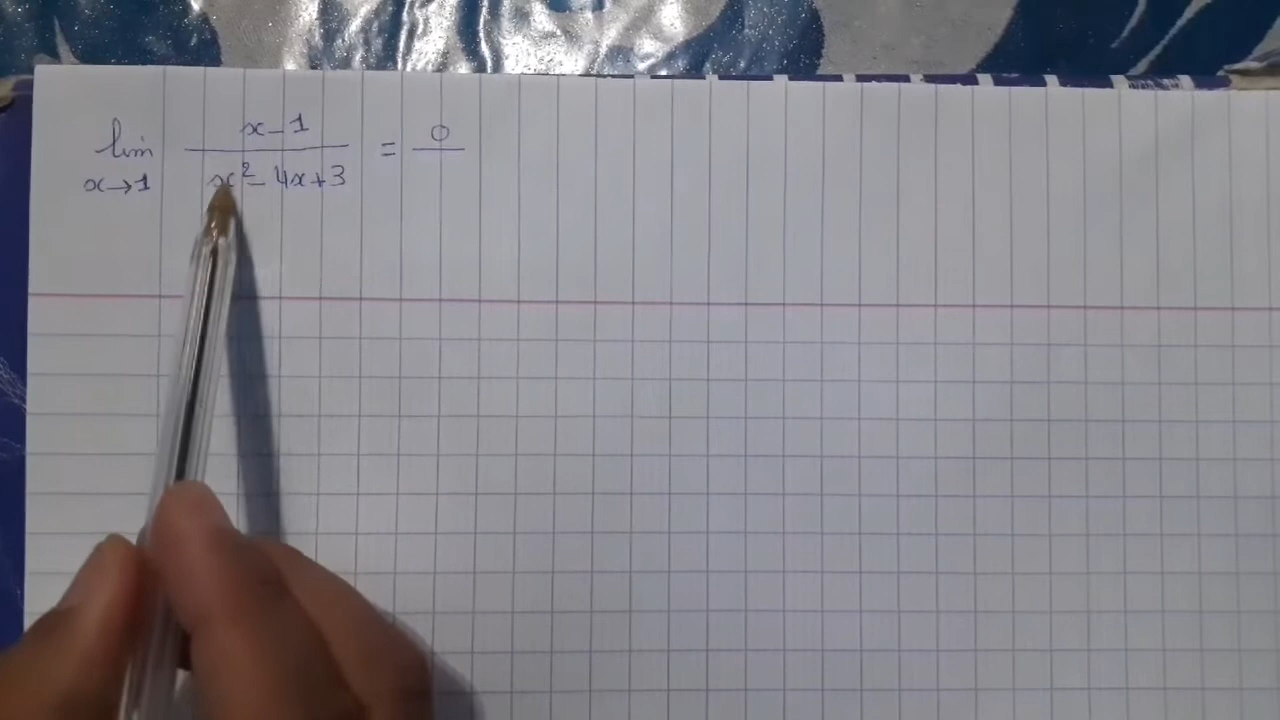 lim x→1 (x-1)/(x²-4x+3) = 0/